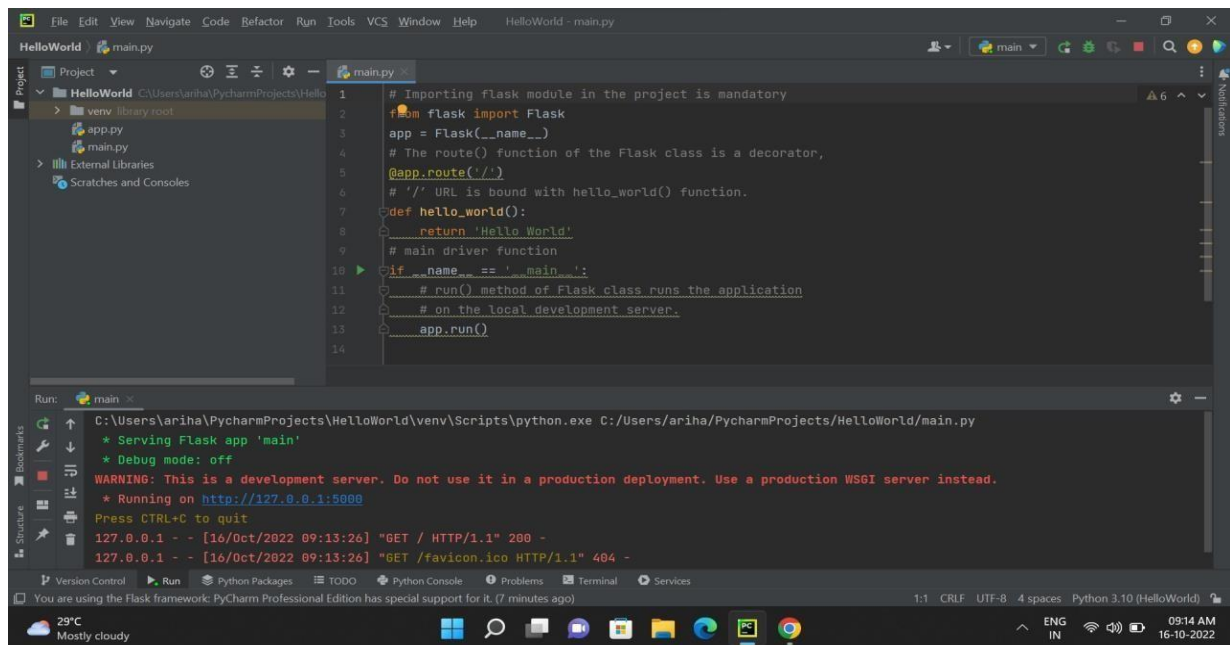 File Edit View Navigate Code Refactor Run Tools VCS Window Help HelloWorld - main.py
HelloWorld main.py
main
Project
HelloWorld C:\Users\ariha\PycharmProjects\Hello
venv library root
app.py
main.py
External Libraries
Scratches and Consoles
main.py
6
1 # Importing flask module in the project is mandatory
2 from flask import Flask
3 app = Flask(__name__)
4 # The route() function of the Flask class is a decorator,
5 @app.route('/')
6 # ‘/’ URL is bound with hello_world() function.
7 def hello_world():
8 return 'Hello World'
9 # main driver function
10 if __name__ == '__main__':
11 # run() method of Flask class runs the application
12 # on the local development server.
13 app.run()
14
Project
Notifications
Bookmarks
Structure
Run: main
C:\Users\ariha\PycharmProjects\HelloWorld\venv\Scripts\python.exe C:/Users/ariha/PycharmProjects/HelloWorld/main.py
* Serving Flask app 'main'
* Debug mode: off
WARNING: This is a development server. Do not use it in a production deployment. Use a production WSGI server instead.
* Running on http://127.0.0.1:5000
Press CTRL+C to quit
127.0.0.1 - - [16/Oct/2022 09:13:26] "GET / HTTP/1.1" 200 -
127.0.0.1 - - [16/Oct/2022 09:13:26] "GET /favicon.ico HTTP/1.1" 404 -
Version Control Run Python Packages TODO Python Console Problems Terminal Services
You are using the Flask framework: PyCharm Professional Edition has special support for it. (7 minutes ago) 1:1 CRLF UTF-8 4 spaces Python 3.10 (HelloWorld)
29°C
Mostly cloudy
ENG
IN
09:14 AM
16-10-2022